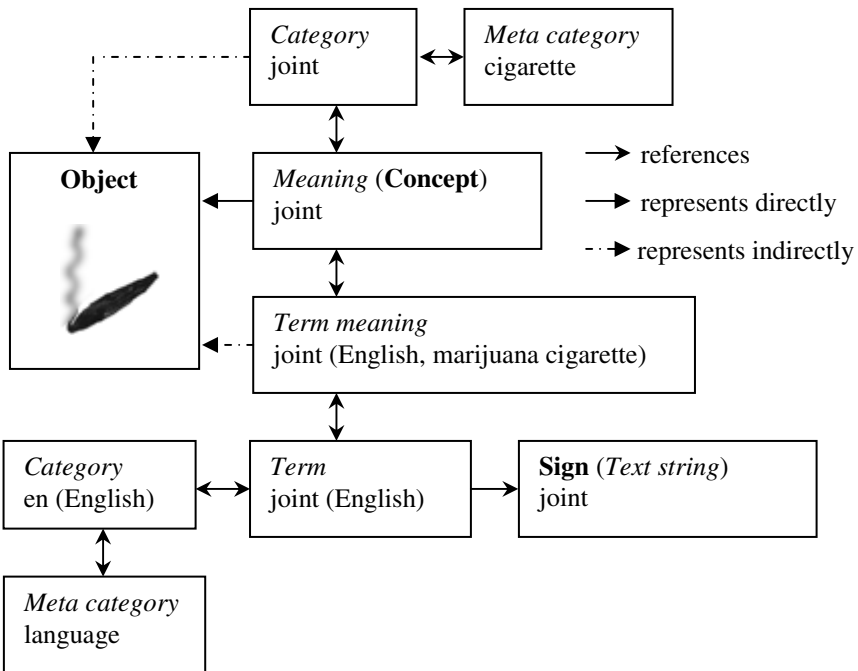 Category
joint
Meta category
cigarette
Object
Meaning (Concept)
joint
references
represents directly
represents indirectly
Term meaning
joint (English, marijuana cigarette)
Category
en (English)
Term
joint (English)
Sign (Text string)
joint
Meta category
language